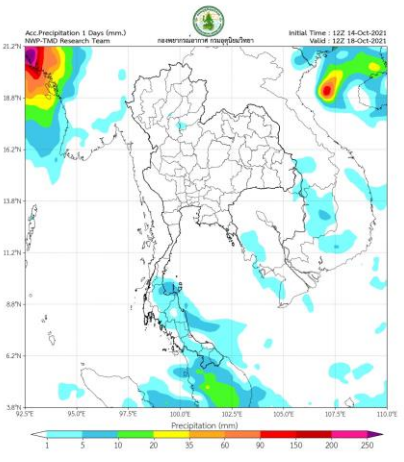 Acc.Precipitation 1 Days (mm.)
NWP-TMD Research Team
กองพยากรณ์อากาศ กรมอุตุนิยมวิทยา
Initial Time : 12Z 14-Oct-2021
Valid : 12Z 18-Oct-2021
21.2°N
18.8°N
16.2°N
13.8°N
11.2°N
8.8°N
6.2°N
3.8°N
92.5°E 95.0°E 97.5°E 100.0°E 102.5°E 105.0°E 107.5°E 110.0°E
Precipitation (mm)
1 5 10 20 35 60 90 150 200 250